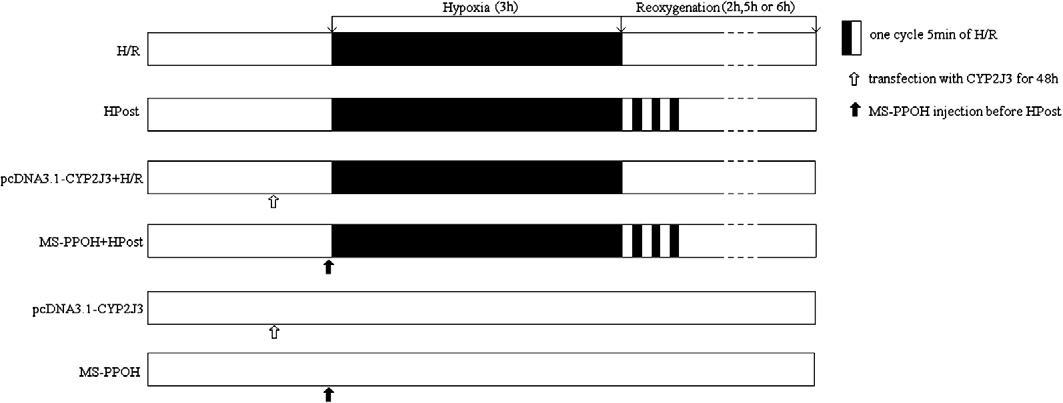 Hypoxia (3h)
Reoxygenation(2h,5h or 6h)
H/R
one cycle 5min of H/R
transfection with CYP2J3 for 48h
HPost
MS-PPOH injection before HPost
pcDNA3.1-CYP2J3+H/R
MS-PPOH+HPost
pcDNA3.1-CYP2J3
MS-PPOH